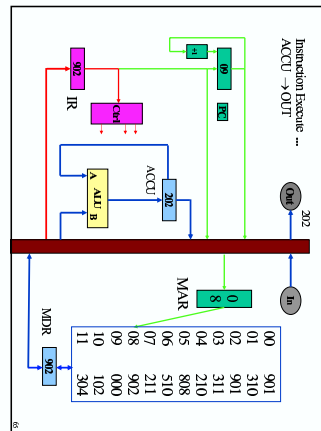 Instruction Execute ...
ACCU → OUT
202
Out
In
+1
09
PC
902
IR
Ctrl
A
ALU
B
202
ACCU
MAR
0
8
00 901
01 310
02 901
03 311
04 210
05 808
06 510
07 211
08 902
09 000
10 102
11 304
MDR
902